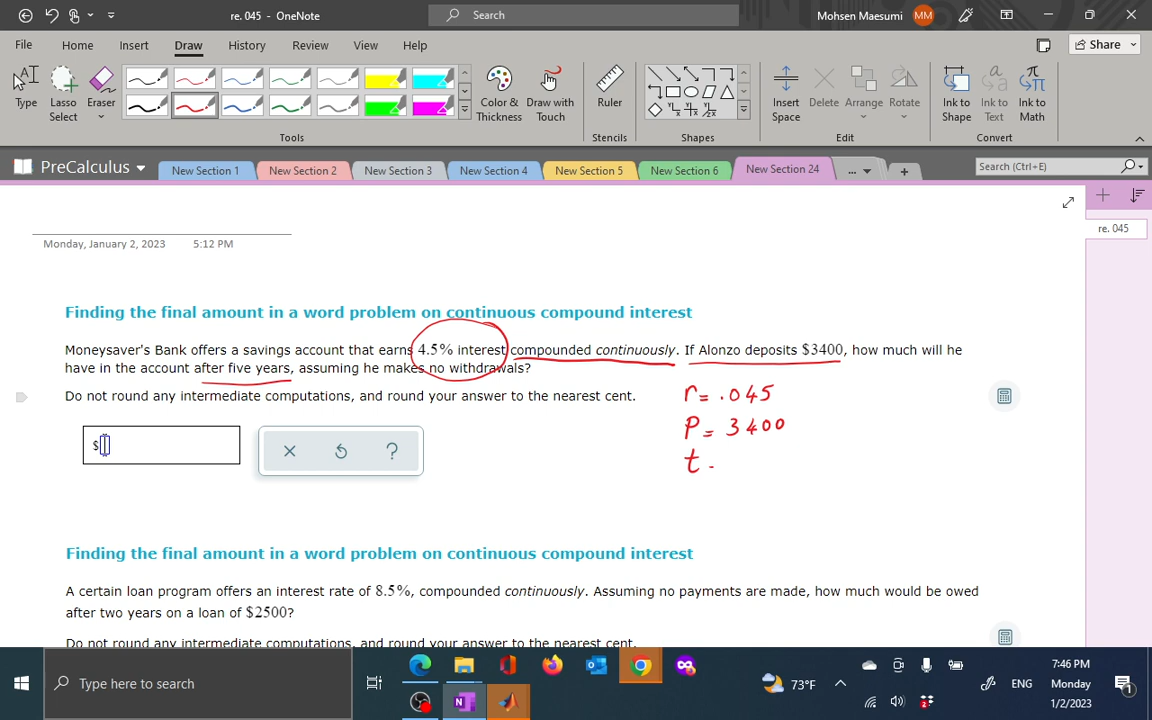 re. 045 - OneNote
Search
Mohsen Maesumi
MM
File
Home
Insert
Draw
History
Review
View
Help
Share
Type
Lasso Select
Eraser
Color & Thickness
Draw with Touch
Ruler
Insert Space
Delete
Arrange
Rotate
Ink to Shape
Ink to Text
Ink to Math
Tools
Stencils
Shapes
Edit
Convert
PreCalculus
New Section 1
New Section 2
New Section 3
New Section 4
New Section 5
New Section 6
New Section 24
...
Search (Ctrl+E)
re. 045
Monday, January 2, 2023 5:12 PM
Finding the final amount in a word problem on continuous compound interest
Moneysaver's Bank offers a savings account that earns 4.5% interest compounded continuously. If Alonzo deposits $3400, how much will he
have in the account after five years, assuming he makes no withdrawals?
Do not round any intermediate computations, and round your answer to the nearest cent.
r = .045
P = 3400
t -
$
?
Finding the final amount in a word problem on continuous compound interest
A certain loan program offers an interest rate of 8.5%, compounded continuously. Assuming no payments are made, how much would be owed
after two years on a loan of $2500?
Do not round any intermediate computations, and round your answer to the nearest cent.
Type here to search
73°F
ENG
7:46 PM
Monday
1/2/2023
1